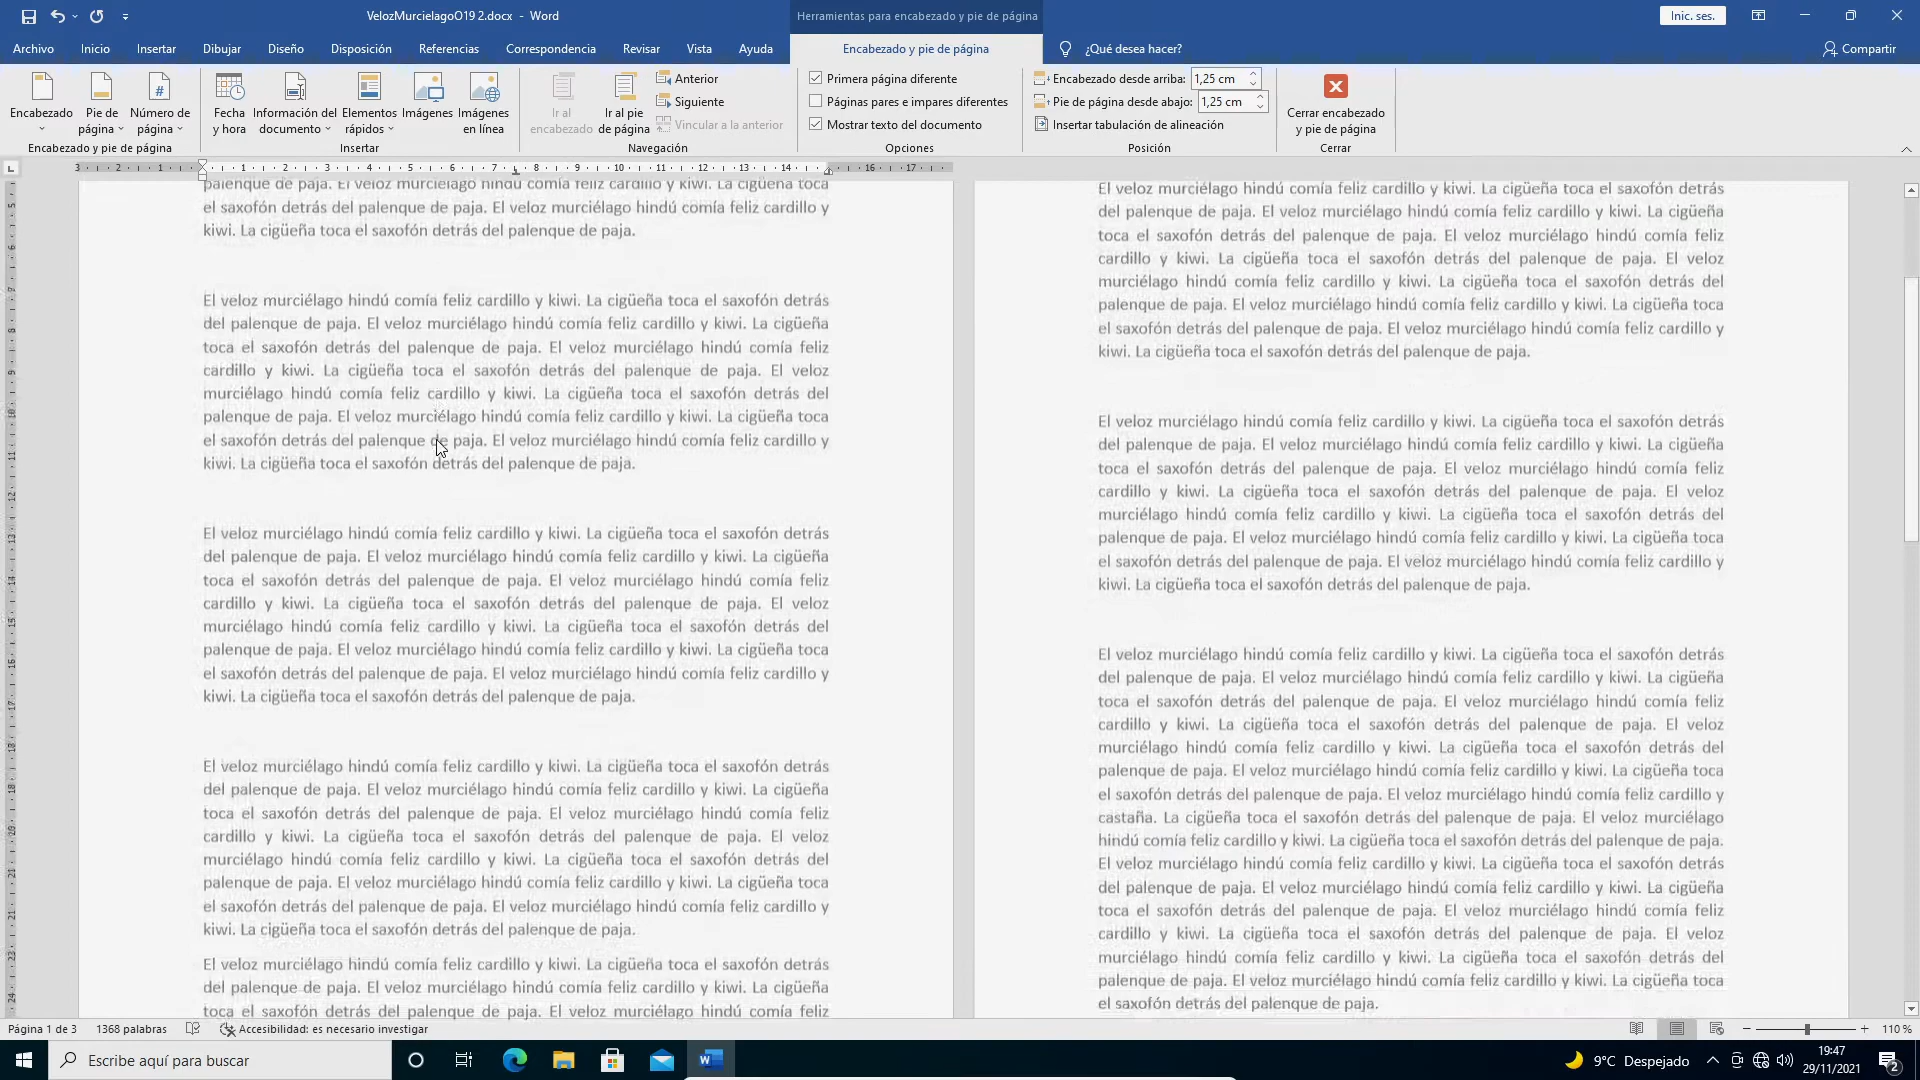 VelozMurcielagoO19 2.docx - Word
Herramientas para encabezado y pie de página
Inic. ses.
Archivo Inicio Insertar Dibujar Diseño Disposición Referencias Correspondencia Revisar Vista Ayuda Encabezado y pie de página ¿Qué desea hacer? Compartir
Encabezado
Pie de página
Número de página
Encabezado y pie de página
Fecha y hora
Información del documento
Elementos rápidos
Imágenes
Imágenes en línea
Insertar
Ir al encabezado
Ir al pie de página
Anterior
Siguiente
Vincular a la anterior
Navegación
Primera página diferente
Páginas pares e impares diferentes
Mostrar texto del documento
Opciones
Encabezado desde arriba: 1,25 cm
Pie de página desde abajo: 1,25 cm
Insertar tabulación de alineación
Posición
Cerrar encabezado y pie de página
Cerrar
3 2 1 1 2 3 4 5 6 7 8 9 10 11 12 13 14 16 17
palenque de paja. El veloz murciélago hindú comía feliz cardillo y kiwi. La cigüeña toca
el saxofón detrás del palenque de paja. El veloz murciélago hindú comía feliz cardillo y
kiwi. La cigüeña toca el saxofón detrás del palenque de paja.
El veloz murciélago hindú comía feliz cardillo y kiwi. La cigüeña toca el saxofón detrás
del palenque de paja. El veloz murciélago hindú comía feliz cardillo y kiwi. La cigüeña
toca el saxofón detrás del palenque de paja. El veloz murciélago hindú comía feliz
cardillo y kiwi. La cigüeña toca el saxofón detrás del palenque de paja. El veloz
murciélago hindú comía feliz cardillo y kiwi. La cigüeña toca el saxofón detrás del
palenque de paja. El veloz murciélago hindú comía feliz cardillo y kiwi. La cigüeña toca
el saxofón detrás del palenque de paja. El veloz murciélago hindú comía feliz cardillo y
kiwi. La cigüeña toca el saxofón detrás del palenque de paja.
El veloz murciélago hindú comía feliz cardillo y kiwi. La cigüeña toca el saxofón detrás
del palenque de paja. El veloz murciélago hindú comía feliz cardillo y kiwi. La cigüeña
toca el saxofón detrás del palenque de paja. El veloz murciélago hindú comía feliz
cardillo y kiwi. La cigüeña toca el saxofón detrás del palenque de paja. El veloz
murciélago hindú comía feliz cardillo y kiwi. La cigüeña toca el saxofón detrás del
palenque de paja. El veloz murciélago hindú comía feliz cardillo y kiwi. La cigüeña toca
el saxofón detrás del palenque de paja. El veloz murciélago hindú comía feliz cardillo y
kiwi. La cigüeña toca el saxofón detrás del palenque de paja.
El veloz murciélago hindú comía feliz cardillo y kiwi. La cigüeña toca el saxofón detrás
del palenque de paja. El veloz murciélago hindú comía feliz cardillo y kiwi. La cigüeña
toca el saxofón detrás del palenque de paja. El veloz murciélago hindú comía feliz
cardillo y kiwi. La cigüeña toca el saxofón detrás del palenque de paja. El veloz
murciélago hindú comía feliz cardillo y kiwi. La cigüeña toca el saxofón detrás del
palenque de paja. El veloz murciélago hindú comía feliz cardillo y kiwi. La cigüeña toca
el saxofón detrás del palenque de paja. El veloz murciélago hindú comía feliz cardillo y
kiwi. La cigüeña toca el saxofón detrás del palenque de paja.
El veloz murciélago hindú comía feliz cardillo y kiwi. La cigüeña toca el saxofón detrás
del palenque de paja. El veloz murciélago hindú comía feliz cardillo y kiwi. La cigüeña
toca el saxofón detrás del palenque de paja. El veloz murciélago hindú comía feliz
El veloz murciélago hindú comía feliz cardillo y kiwi. La cigüeña toca el saxofón detrás
del palenque de paja. El veloz murciélago hindú comía feliz cardillo y kiwi. La cigüeña
toca el saxofón detrás del palenque de paja. El veloz murciélago hindú comía feliz
cardillo y kiwi. La cigüeña toca el saxofón detrás del palenque de paja. El veloz
murciélago hindú comía feliz cardillo y kiwi. La cigüeña toca el saxofón detrás del
palenque de paja. El veloz murciélago hindú comía feliz cardillo y kiwi. La cigüeña toca
el saxofón detrás del palenque de paja. El veloz murciélago hindú comía feliz cardillo y
kiwi. La cigüeña toca el saxofón detrás del palenque de paja.
El veloz murciélago hindú comía feliz cardillo y kiwi. La cigüeña toca el saxofón detrás
del palenque de paja. El veloz murciélago hindú comía feliz cardillo y kiwi. La cigüeña
toca el saxofón detrás del palenque de paja. El veloz murciélago hindú comía feliz
cardillo y kiwi. La cigüeña toca el saxofón detrás del palenque de paja. El veloz
murciélago hindú comía feliz cardillo y kiwi. La cigüeña toca el saxofón detrás del
palenque de paja. El veloz murciélago hindú comía feliz cardillo y kiwi. La cigüeña toca
el saxofón detrás del palenque de paja. El veloz murciélago hindú comía feliz cardillo y
kiwi. La cigüeña toca el saxofón detrás del palenque de paja.
El veloz murciélago hindú comía feliz cardillo y kiwi. La cigüeña toca el saxofón detrás
del palenque de paja. El veloz murciélago hindú comía feliz cardillo y kiwi. La cigüeña
toca el saxofón detrás del palenque de paja. El veloz murciélago hindú comía feliz
cardillo y kiwi. La cigüeña toca el saxofón detrás del palenque de paja. El veloz
murciélago hindú comía feliz cardillo y kiwi. La cigüeña toca el saxofón detrás del
palenque de paja. El veloz murciélago hindú comía feliz cardillo y kiwi. La cigüeña toca
el saxofón detrás del palenque de paja. El veloz murciélago hindú comía feliz cardillo y
castaña. La cigüeña toca el saxofón detrás del palenque de paja. El veloz murciélago
hindú comía feliz cardillo y kiwi. La cigüeña toca el saxofón detrás del palenque de paja.
El veloz murciélago hindú comía feliz cardillo y kiwi. La cigüeña toca el saxofón detrás
del palenque de paja. El veloz murciélago hindú comía feliz cardillo y kiwi. La cigüeña
toca el saxofón detrás del palenque de paja. El veloz murciélago hindú comía feliz
cardillo y kiwi. La cigüeña toca el saxofón detrás del palenque de paja. El veloz
murciélago hindú comía feliz cardillo y kiwi. La cigüeña toca el saxofón detrás del
palenque de paja. El veloz murciélago hindú comía feliz cardillo y kiwi. La cigüeña toca
el saxofón detrás del palenque de paja.
Página 1 de 3 1368 palabras Accesibilidad: es necesario investigar 110 %
Escribe aquí para buscar
9°C Despejado
19:47
29/11/2021
2